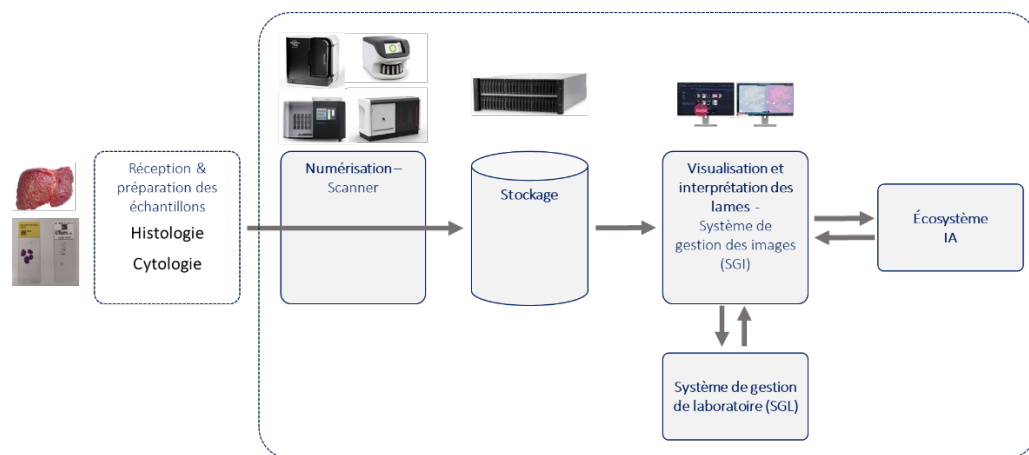 Réception &
préparation des
échantillons
Histologie
Cytologie
Numérisation –
Scanner
Stockage
Visualisation et
interprétation des
lames -
Système de
gestion des images
(SGI)
Écosystème
IA
Système de gestion
de laboratoire (SGL)